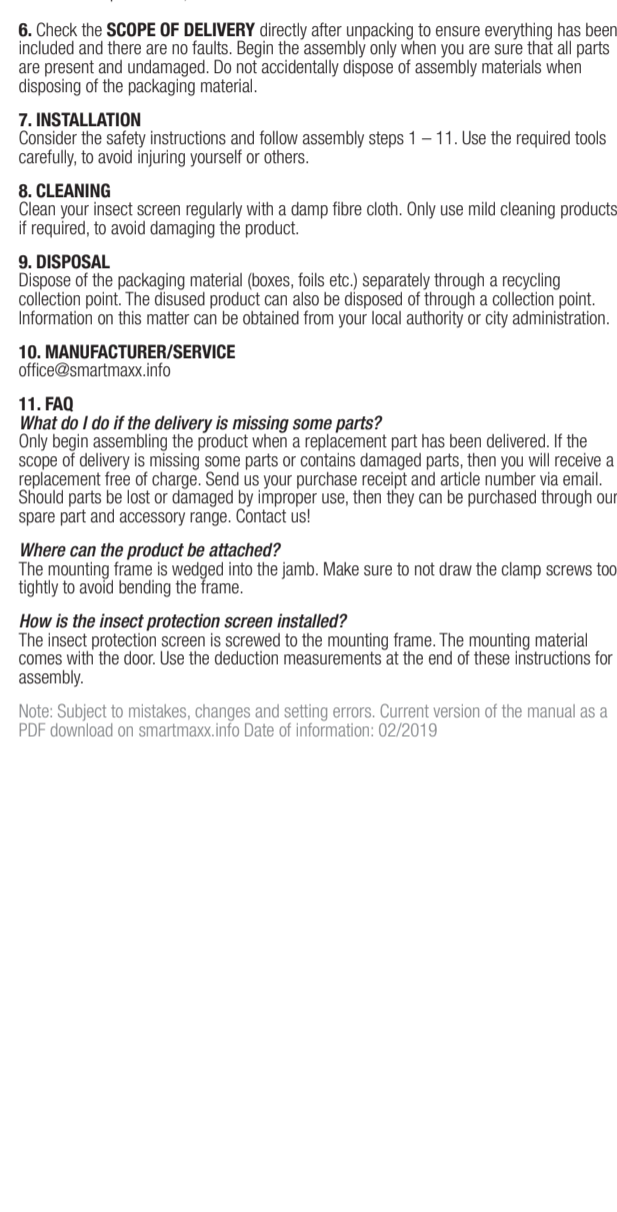 6. Check the SCOPE OF DELIVERY directly after unpacking to ensure everything has been
included and there are no faults. Begin the assembly only when you are sure that all parts
are present and undamaged. Do not accidentally dispose of assembly materials when
disposing of the packaging material.
7. INSTALLATION
Consider the safety instructions and follow assembly steps 1 – 11. Use the required tools
carefully, to avoid injuring yourself or others.
8. CLEANING
Clean your insect screen regularly with a damp fibre cloth. Only use mild cleaning products
if required, to avoid damaging the product.
9. DISPOSAL
Dispose of the packaging material (boxes, foils etc.) separately through a recycling
collection point. The disused product can also be disposed of through a collection point.
Information on this matter can be obtained from your local authority or city administration.
10. MANUFACTURER/SERVICE
office@smartmaxx.info
11. FAQ
What do I do if the delivery is missing some parts?
Only begin assembling the product when a replacement part has been delivered. If the
scope of delivery is missing some parts or contains damaged parts, then you will receive a
replacement free of charge. Send us your purchase receipt and article number via email.
Should parts be lost or damaged by improper use, then they can be purchased through our
spare part and accessory range. Contact us!
Where can the product be attached?
The mounting frame is wedged into the jamb. Make sure to not draw the clamp screws too
tightly to avoid bending the frame.
How is the insect protection screen installed?
The insect protection screen is screwed to the mounting frame. The mounting material
comes with the door. Use the deduction measurements at the end of these instructions for
assembly.
Note: Subject to mistakes, changes and setting errors. Current version of the manual as a
PDF download on smartmaxx.info Date of information: 02/2019